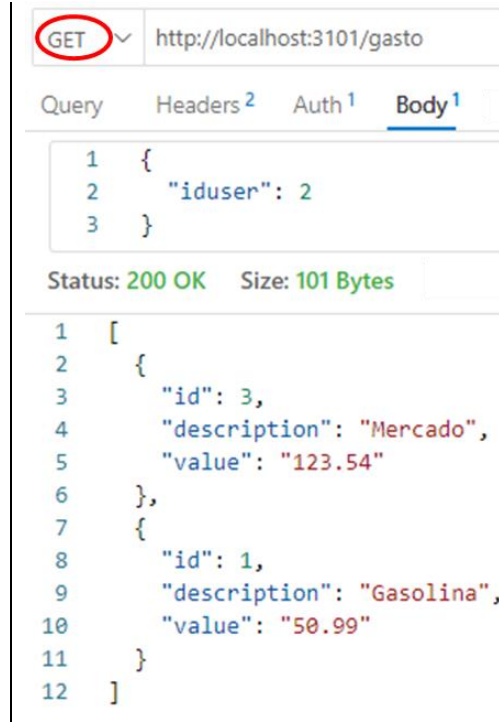 GET http://localhost:3101/gasto
Query Headers 2 Auth 1 Body 1
1 {
2 "iduser": 2
3 }
Status: 200 OK Size: 101 Bytes
1 [
2 {
3 "id": 3,
4 "description": "Mercado",
5 "value": "123.54"
6 },
7 {
8 "id": 1,
9 "description": "Gasolina",
10 "value": "50.99"
11 }
12 ]